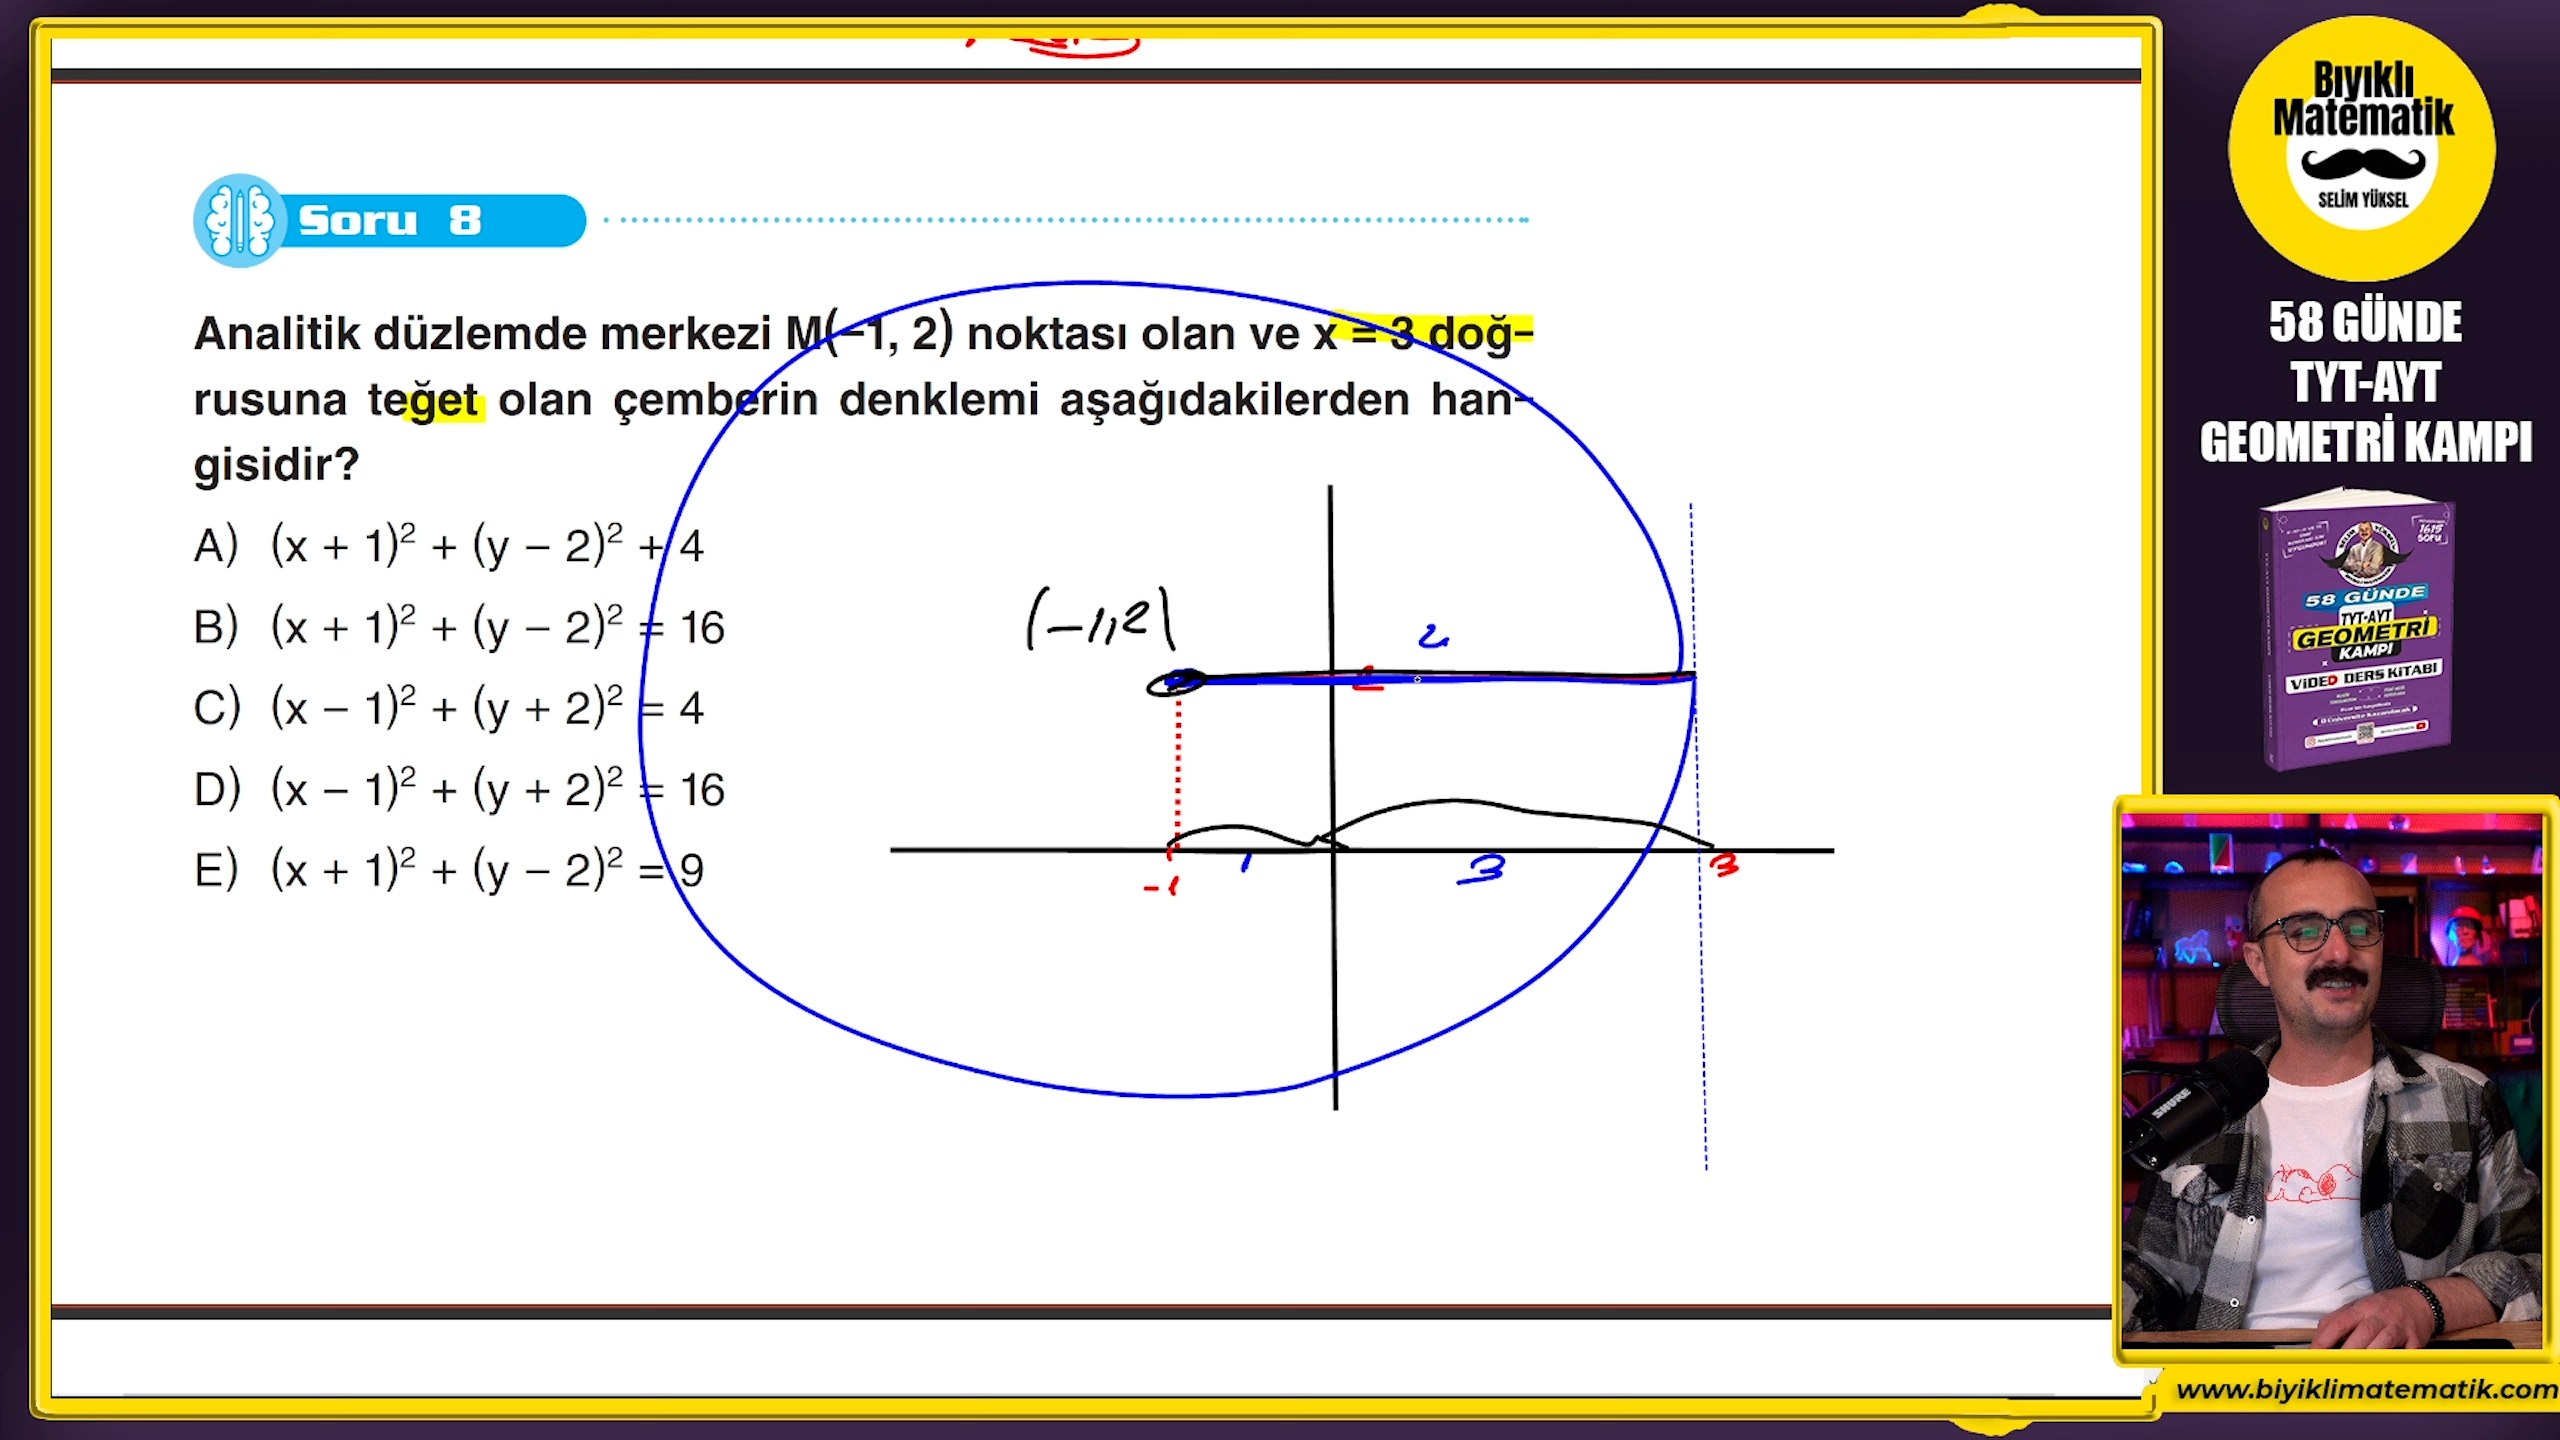 Soru 8
Analitik düzlemde merkezi M(−1, 2) noktası olan ve x = 3 doğ-
rusuna teğet olan çemberin denklemi aşağıdakilerden han-
gisidir?
A) (x + 1)² + (y − 2)² + 4
B) (x + 1)² + (y − 2)² = 16
C) (x − 1)² + (y + 2)² = 4
D) (x − 1)² + (y + 2)² = 16
E) (x + 1)² + (y − 2)² = 9
(−1,2)
2
-1
1
3
3
Bıyıklı
Matematik
SELİM YÜKSEL
58 GÜNDE
TYT-AYT
GEOMETRİ KAMPI
1615
SORU
58 GÜNDE
TYT-AYT
GEOMETRİ
KAMPI
VİDEO DERS KİTABI
SHURE
www.biyiklimatematik.com